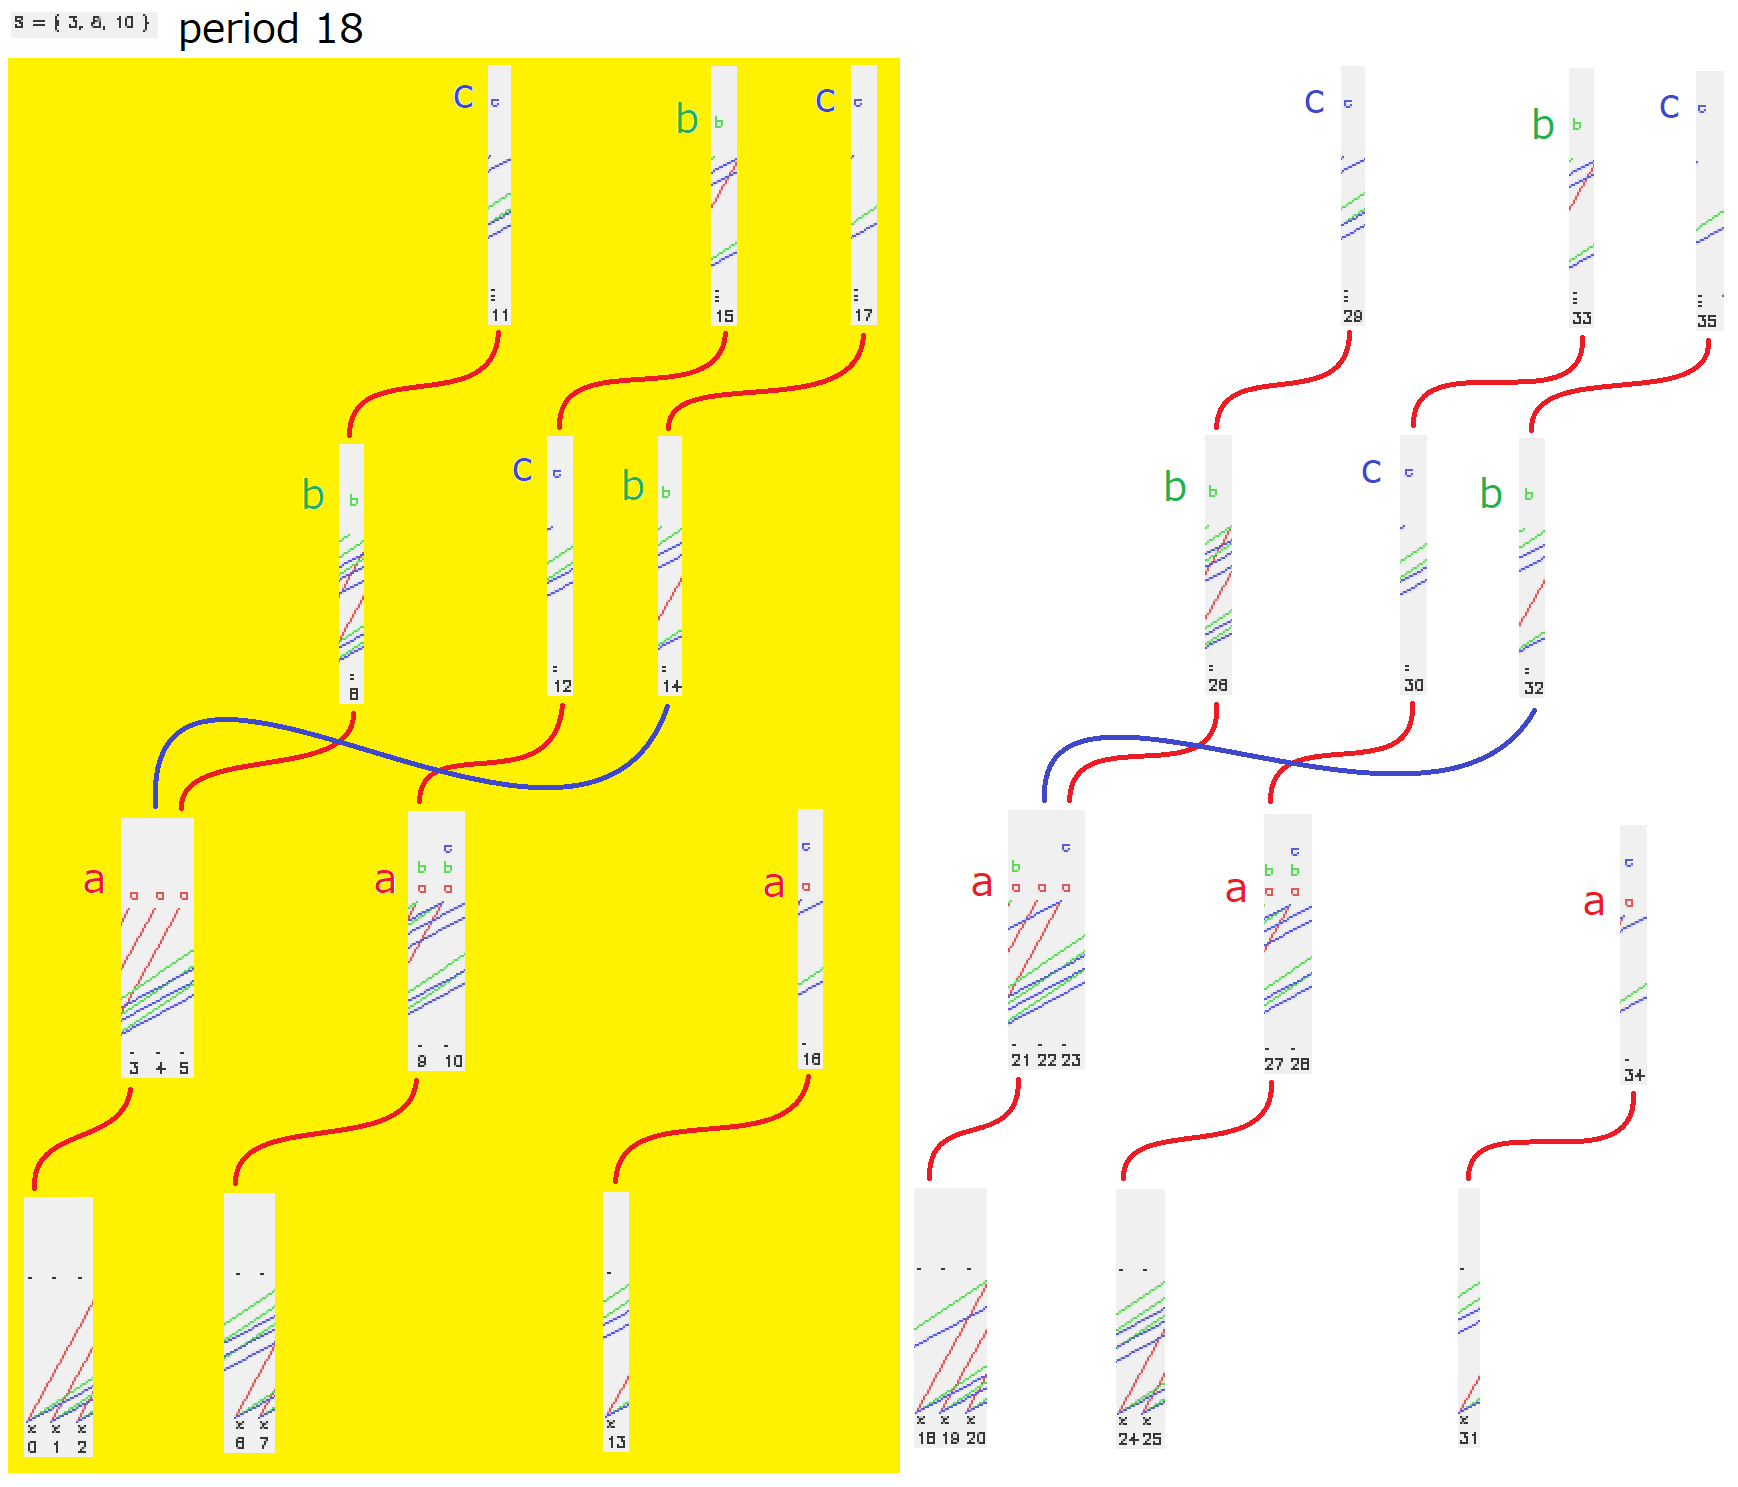 S = { 3, 8, 10 } period 18
c c b b c c c c b b c c
11 15 17 29 33 35
b b c c b b b b c c b b
8 12 14 26 30 32
c c c c c
b b b b b
a a a a a a a a a a a a a a a a a a
3 4 5 9 10 16 21 22 23 27 28 34
x x x x x x x x x x x x
0 1 2 6 7 13 18 19 20 24 25 31